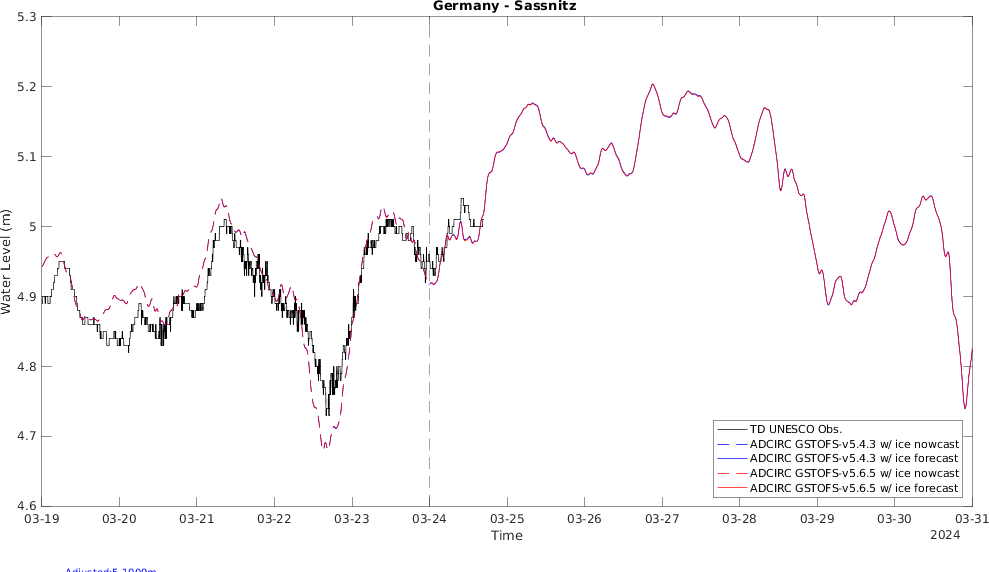 Germany - Sassnitz
5.3
5.2
5.1
5
4.9
4.8
4.7
4.6
Water Level (m)
TD UNESCO Obs.
ADCIRC GSTOFS-v5.4.3 w/ ice nowcast
ADCIRC GSTOFS-v5.4.3 w/ ice forecast
ADCIRC GSTOFS-v5.6.5 w/ ice nowcast
ADCIRC GSTOFS-v5.6.5 w/ ice forecast
03-19 03-20 03-21 03-22 03-23 03-24 03-25 03-26 03-27 03-28 03-29 03-30 03-31
Time
2024
Adjusted:5.1909m